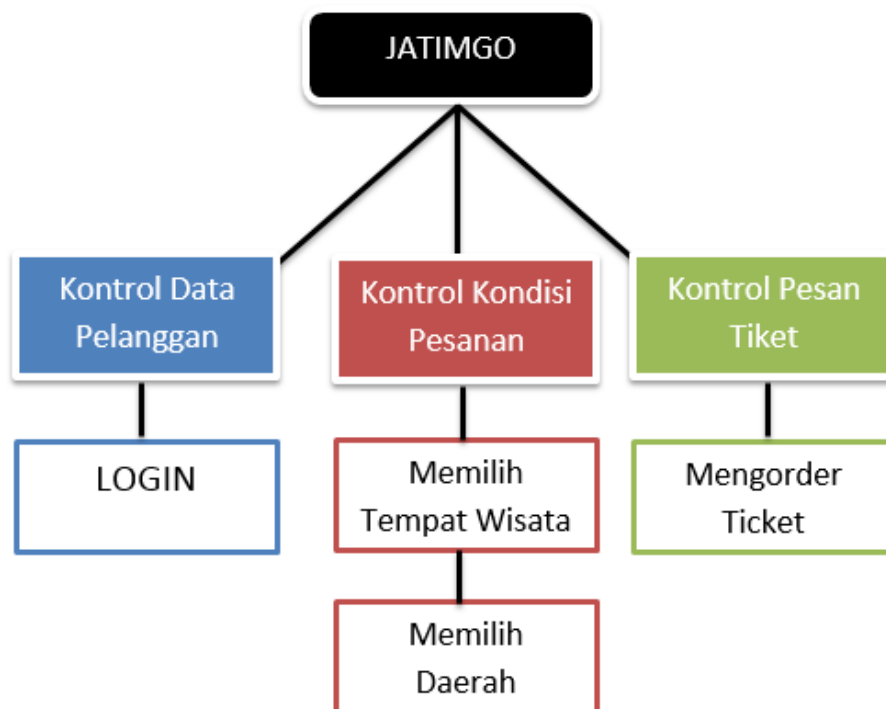 JATIMGO
Kontrol Data
Pelanggan
Kontrol Kondisi
Pesanan
Kontrol Pesan
Tiket
LOGIN
Memilih
Tempat Wisata
Mengorder
Ticket
Memilih
Daerah